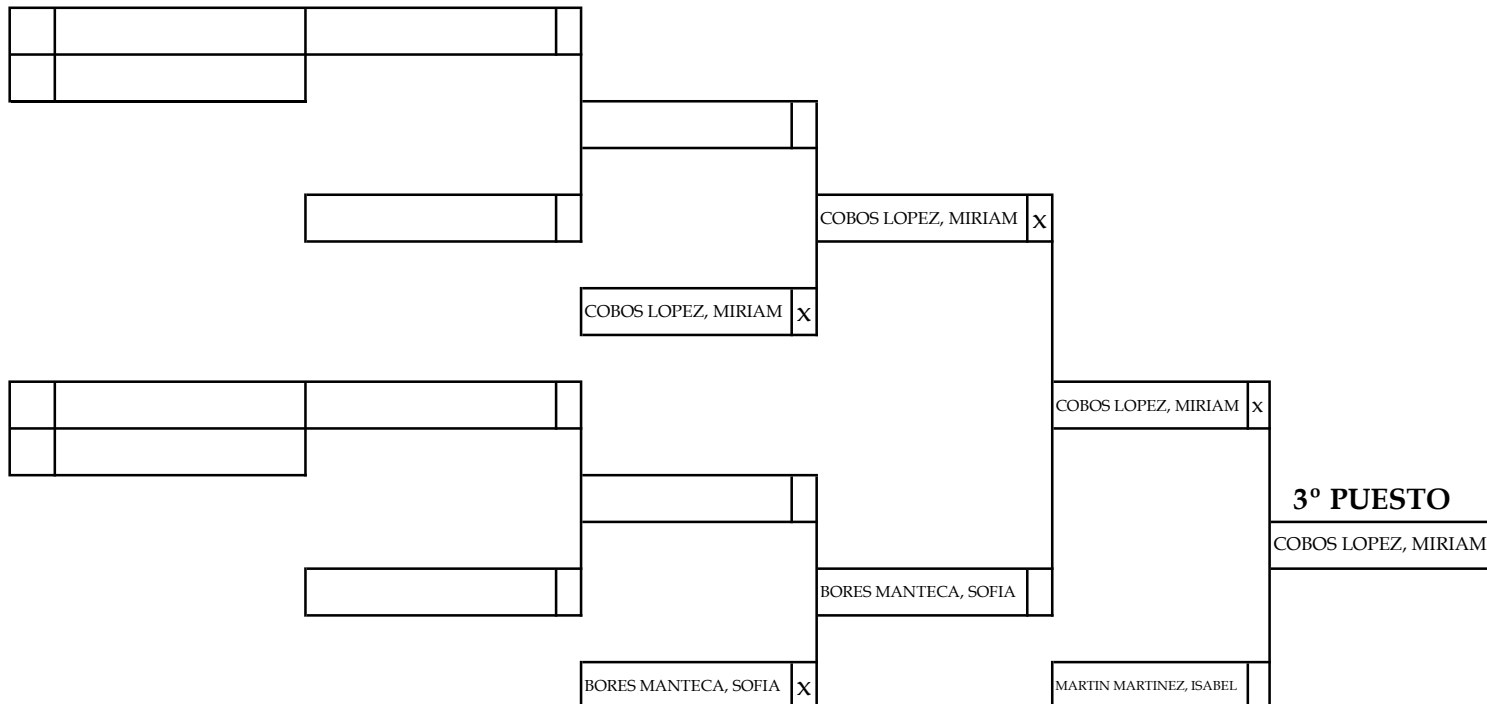 COBOS LOPEZ, MIRIAM x
COBOS LOPEZ, MIRIAM x
COBOS LOPEZ, MIRIAM x
3º PUESTO
COBOS LOPEZ, MIRIAM
BORES MANTECA, SOFIA
BORES MANTECA, SOFIA x
MARTIN MARTINEZ, ISABEL